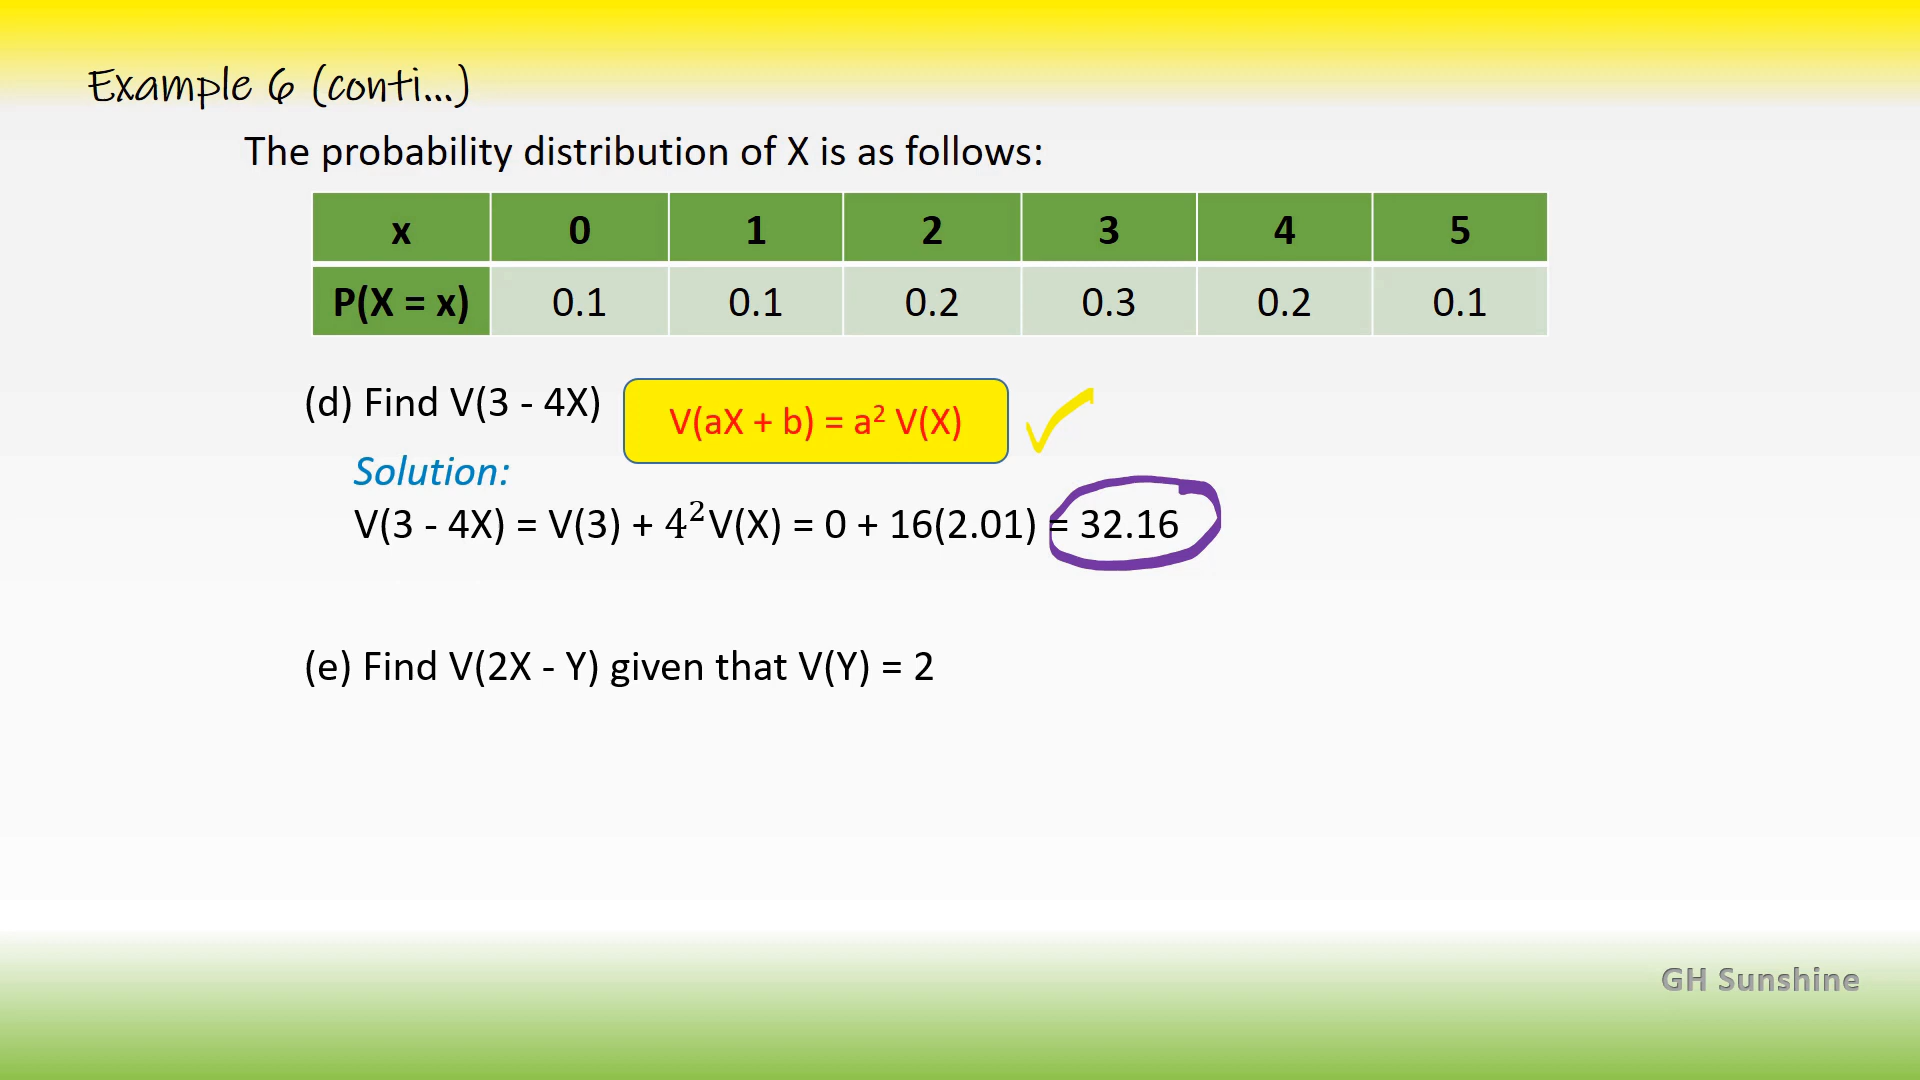 Example 6 (conti...)
The probability distribution of X is as follows:
x 0 1 2 3 4 5
P(X = x) 0.1 0.1 0.2 0.3 0.2 0.1
(d) Find V(3 - 4X)
V(aX + b) = a² V(X)
Solution:
V(3 - 4X) = V(3) + 4²V(X) = 0 + 16(2.01) = 32.16
(e) Find V(2X - Y) given that V(Y) = 2
GH Sunshine